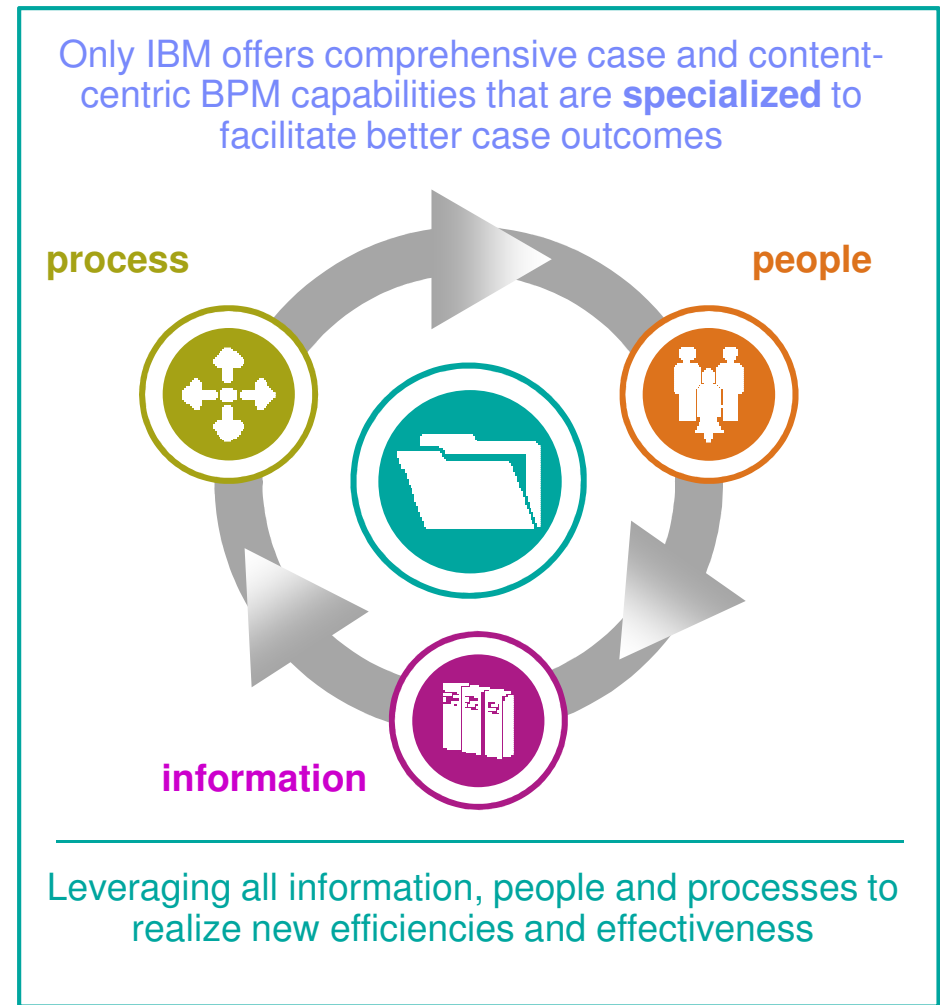 Only IBM offers comprehensive case and content-
centric BPM capabilities that are specialized to
facilitate better case outcomes
process
people
information
Leveraging all information, people and processes to
realize new efficiencies and effectiveness